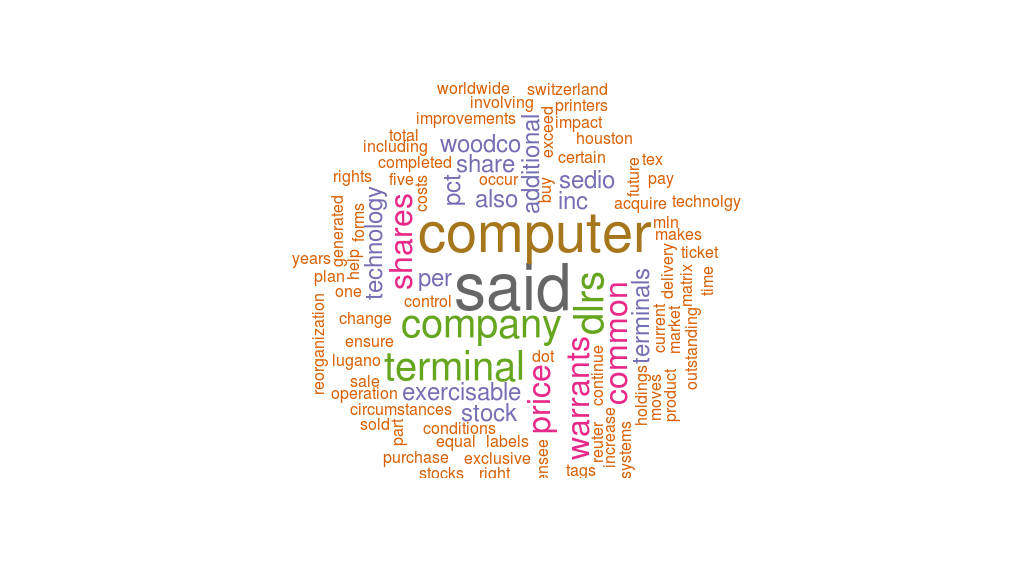 worldwide
switzerland
involving
printers
improvements
exceed
impact
additional
total
houston
including
woodco
completed
share
certain
tex
rights
five
costs
pct
occur
buy
sedio
future
pay
also
inc
acquire
technolgy
generated
forms
technology
shares
computer
mln
makes
ticket
years
help
plan
per
said
dlrs
terminals
delivery
matrix
time
one
control
common
reorganization
change
company
current
market
outstanding
ensure
lugano
terminal
dot
warrants
continue
sale
operation
exercisable
price
holdings
moves
product
circumstances
stock
sold
part
conditions
reuter
increase
systems
equal
labels
purchase
exclusive
ensee
tags
stocks
right